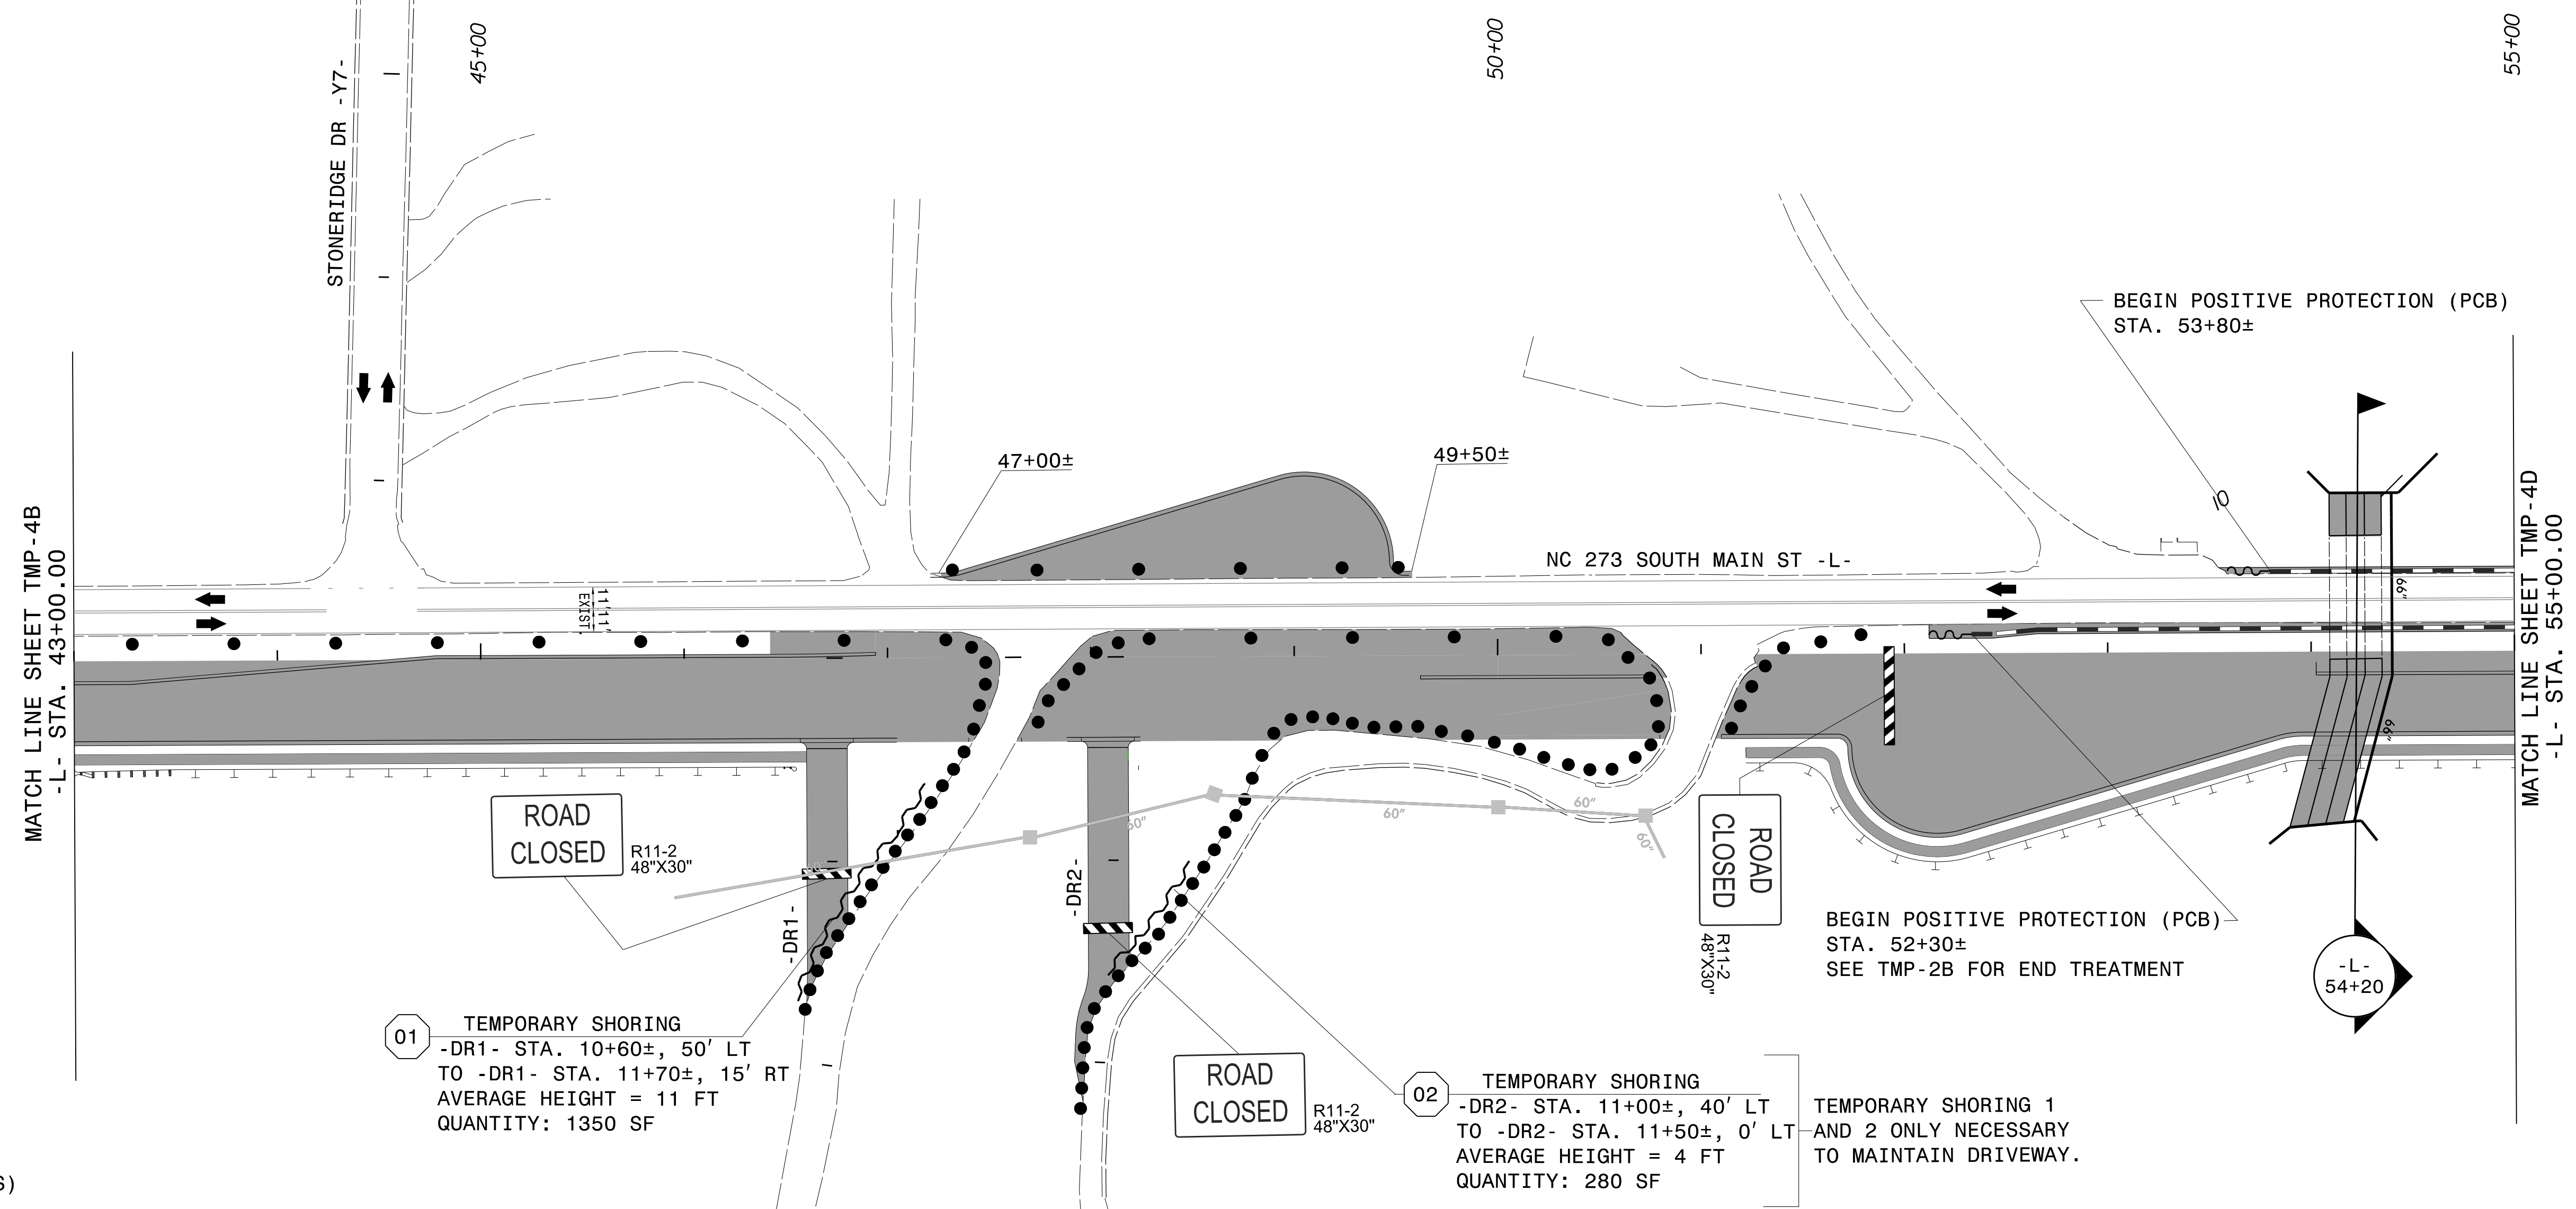 45+00
50+00
55+00
STONERIDGE DR -Y7-
BEGIN POSITIVE PROTECTION (PCB)
STA. 53+80±
47+00±
49+50±
10
NC 273 SOUTH MAIN ST -L-
11' 11'
EXIST.
66"
66"
MATCH LINE SHEET TMP-4B
-L- STA. 43+00.00
MATCH LINE SHEET TMP-4D
-L- STA. 55+00.00
ROAD
CLOSED
R11-2
48"X30"
60"
60"
60"
60"
-DR1-
-DR2-
ROAD
CLOSED
R11-2
48"X30"
BEGIN POSITIVE PROTECTION (PCB)
STA. 52+30±
SEE TMP-2B FOR END TREATMENT
-L-
54+20
01
TEMPORARY SHORING
-DR1- STA. 10+60±, 50' LT
TO -DR1- STA. 11+70±, 15' RT
AVERAGE HEIGHT = 11 FT
QUANTITY: 1350 SF
ROAD
CLOSED
R11-2
48"X30"
02
TEMPORARY SHORING
-DR2- STA. 11+00±, 40' LT
TO -DR2- STA. 11+50±, 0' LT
AVERAGE HEIGHT = 4 FT
QUANTITY: 280 SF
TEMPORARY SHORING 1
AND 2 ONLY NECESSARY
TO MAINTAIN DRIVEWAY.
S)